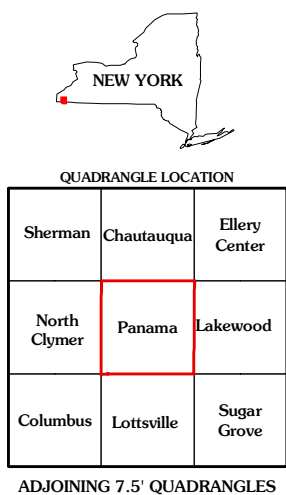 NEW YORK
QUADRANGLE LOCATION
Sherman
Chautauqua
Ellery
Center
North
Clymer
Panama
Lakewood
Columbus
Lottsville
Sugar
Grove
ADJOINING 7.5' QUADRANGLES